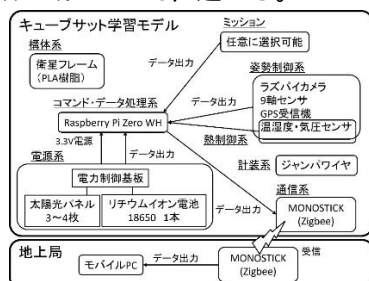 キューブサット学習モデル
ミッション
任意に選択可能
構体系
衛星フレーム
(PLA樹脂)
データ出力
姿勢制御系
ラズパイカメラ
9軸センサ
GPS受信機
温湿度・気圧センサ
データ出力
コマンド・データ処理系
Raspberry Pi Zero WH
熱制御系
3.3V電源
データ出力
電源系
電力制御基板
太陽光パネル
3～4枚
リチウムイオン電池
18650 1本
計装系
ジャンパワイヤ
通信系
データ出力
MONOSTICK
(Zigbee)
地上局
モバイルPC
データ出力
MONOSTICK
(Zigbee)
受信